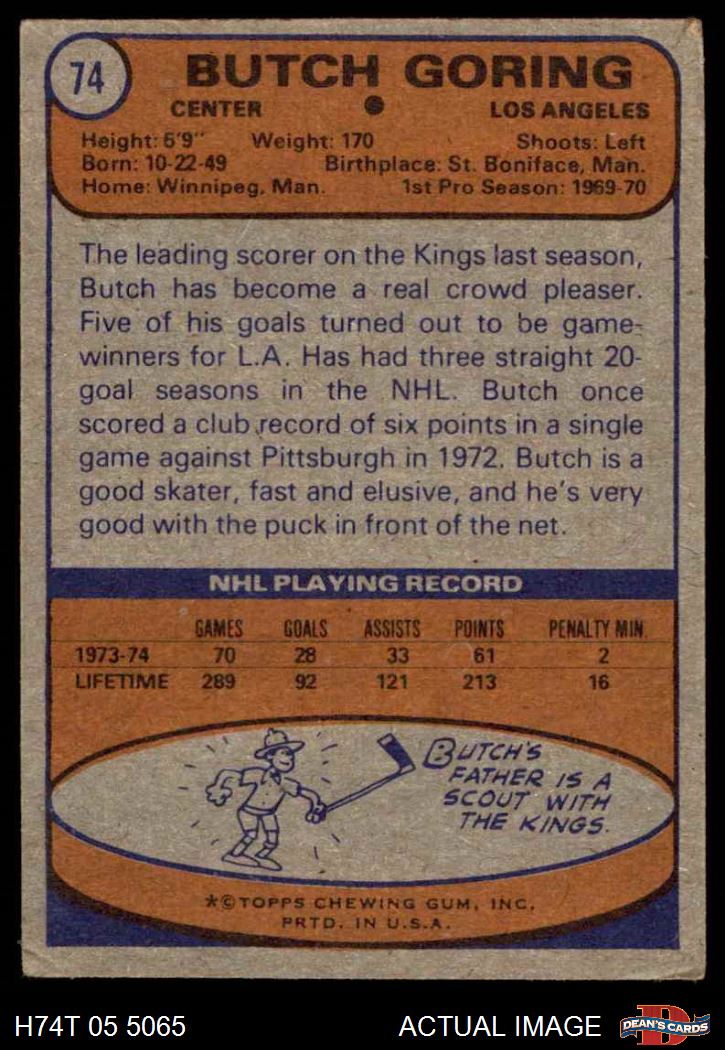 74
BUTCH GORING
CENTER
LOS ANGELES
Height: 5'9" Weight: 170 Shoots: Left
Born: 10-22-49 Birthplace: St. Boniface, Man.
Home: Winnipeg, Man. 1st Pro Season: 1969-70
The leading scorer on the Kings last season,
Butch has become a real crowd pleaser.
Five of his goals turned out to be game-
winners for L.A. Has had three straight 20-
goal seasons in the NHL. Butch once
scored a club record of six points in a single
game against Pittsburgh in 1972. Butch is a
good skater, fast and elusive, and he's very
good with the puck in front of the net.
NHL PLAYING RECORD
GAMES GOALS ASSISTS POINTS PENALTY MIN.
1973-74 70 28 33 61 2
LIFETIME 289 92 121 213 16
BUTCH'S
FATHER IS A
SCOUT WITH
THE KINGS.
*©TOPPS CHEWING GUM, INC.
PRTD. IN U.S.A.
H74T 05 5065
ACTUAL IMAGE
D
DEAN'S CARDS